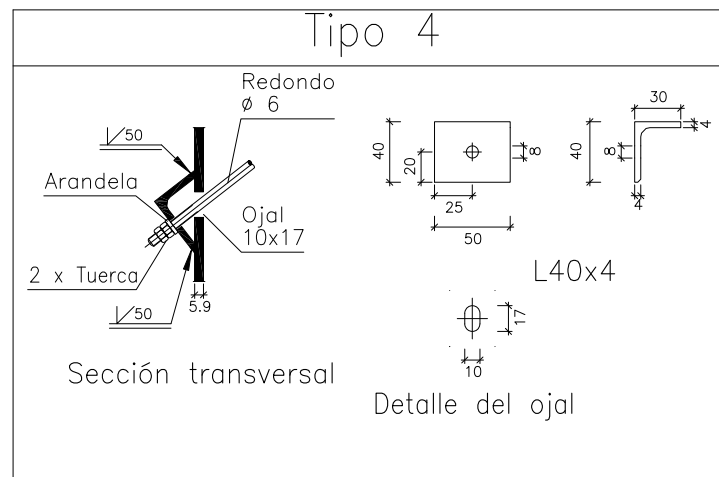 Tipo 4
Redondo
ø 6
50
Arandela
Ojal
10x17
2 x Tuerca
50
5.9
Sección transversal
40
20
25
50
8
30
4
40
8
4
L40x4
17
10
Detalle del ojal